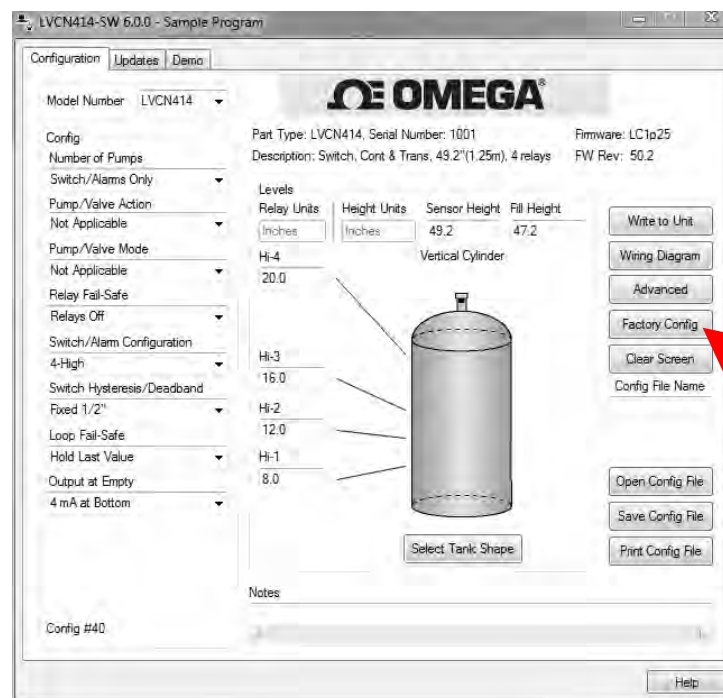 LVCN414-SW 6.0.0 - Sample Program
Configuration Updates Demo
Model Number LVCN414
ΩE OMEGA®
Part Type: LVCN414, Serial Number: 1001 Firmware: LC1p25
Description: Switch, Cont & Trans, 49.2"(1.25m), 4 relays FW Rev: 50.2
Config
Number of Pumps
Switch/Alarms Only
Pump/Valve Action
Not Applicable
Pump/Valve Mode
Not Applicable
Relay Fail-Safe
Relays Off
Switch/Alarm Configuration
4-High
Switch Hysteresis/Deadband
Fixed 1/2"
Loop Fail-Safe
Hold Last Value
Output at Empty
4 mA at Bottom
Config #40
Levels
Relay Units Height Units Sensor Height Fill Height
Inches Inches 49.2 47.2
Vertical Cylinder
Hi-4
20.0
Hi-3
16.0
Hi-2
12.0
Hi-1
8.0
Select Tank Shape
Notes
Write to Unit
Wiring Diagram
Advanced
Factory Config
Clear Screen
Config File Name
Open Config File
Save Config File
Print Config File
Help